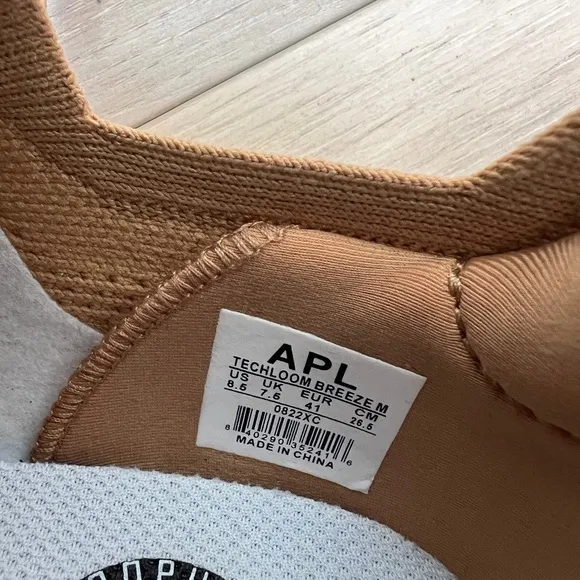 APL
TECHLOOM BREEZE M
US UK EUR CM
8.5 7.5 41 26.5
0822XC
8 40290 35241 6
MADE IN CHINA